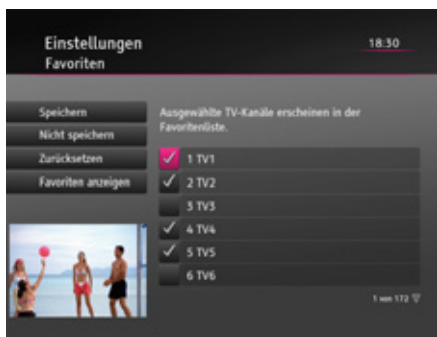 Einstellungen
Favoriten
18:30
Speichern
Nicht speichern
Zurücksetzen
Favoriten anzeigen
Ausgewählte TV-Kanäle erscheinen in der
Favoritenliste.
1 TV1
2 TV2
3 TV3
4 TV4
5 TV5
6 TV6
1 von 172